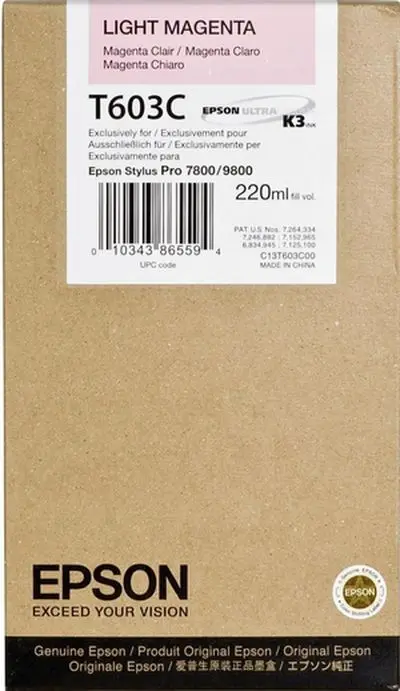 LIGHT MAGENTA
Magenta Clair / Magenta Claro
Magenta Chiaro
T603C
EPSON ULTRA
K3 INK
Exclusively for / Exclusivement pour
Ausschließlich für / Exclusivamente per
Exclusivamente para
Epson Stylus Pro 7800/9800
220ml fill vol.
0 10343 86559 4
UPC code
PAT. U.S. Nos. 7,264,334
7,246,882 ; 7,152,965
6,834,945 ; 7,125,100
C13T603C00
MADE IN CHINA
EPSON
EXCEED YOUR VISION
Genuine EPSON
EPSON
Genuine Epson / Produit Original Epson / Original Epson
Originale Epson / 爱普生原装正品墨盒 / エプソン純正